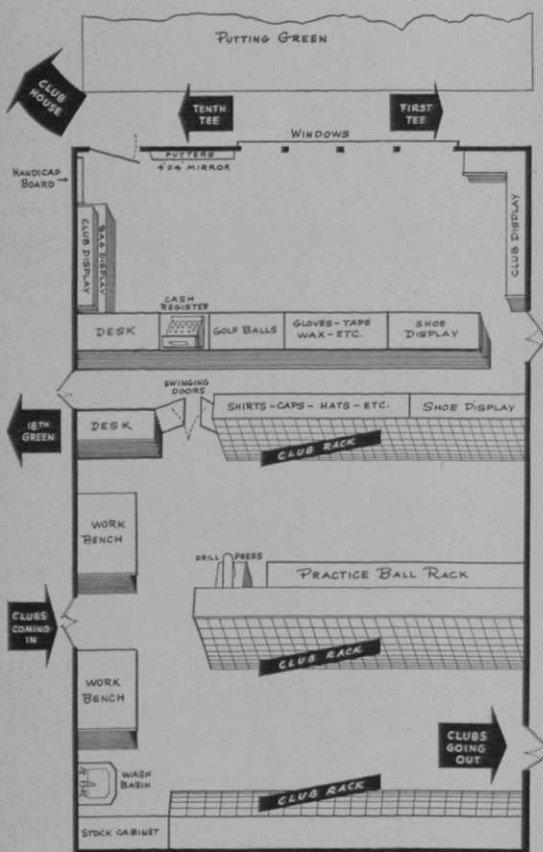 PUTTING GREEN
CLUB
HOUSE
TENTH
TEE
FIRST
TEE
WINDOWS
PUTTERS
4'X4' MIRROR
HANDICAP
BOARD
CLUB DISPLAY
BAG DISPLAY
CLUB DISPLAY
CASH
REGISTER
DESK
GOLF BALLS
GLOVES-TAPE
WAX-ETC.
SHOE
DISPLAY
SWINGING
DOORS
18TH
GREEN
DESK
SHIRTS-CAPS-HATS-ETC.
SHOE DISPLAY
CLUB RACK
WORK
BENCH
DRILL PRESS
PRACTICE BALL RACK
CLUBS
COMING
IN
CLUB RACK
WORK
BENCH
CLUBS
GOING
OUT
WASH
BASIN
CLUB RACK
STOCK CABINET